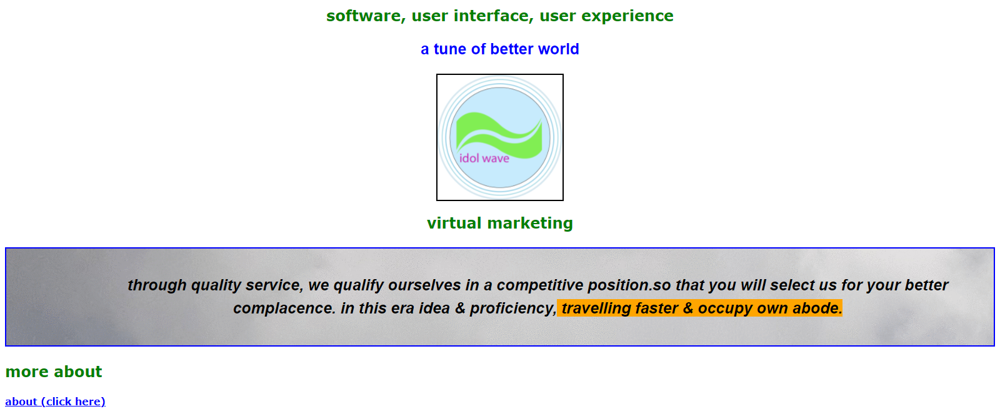 software, user interface, user experience
a tune of better world
idol wave
virtual marketing
through quality service, we qualify ourselves in a competitive position.so that you will select us for your better
complacence. in this era idea & proficiency, travelling faster & occupy own abode.
more about
about (click here)